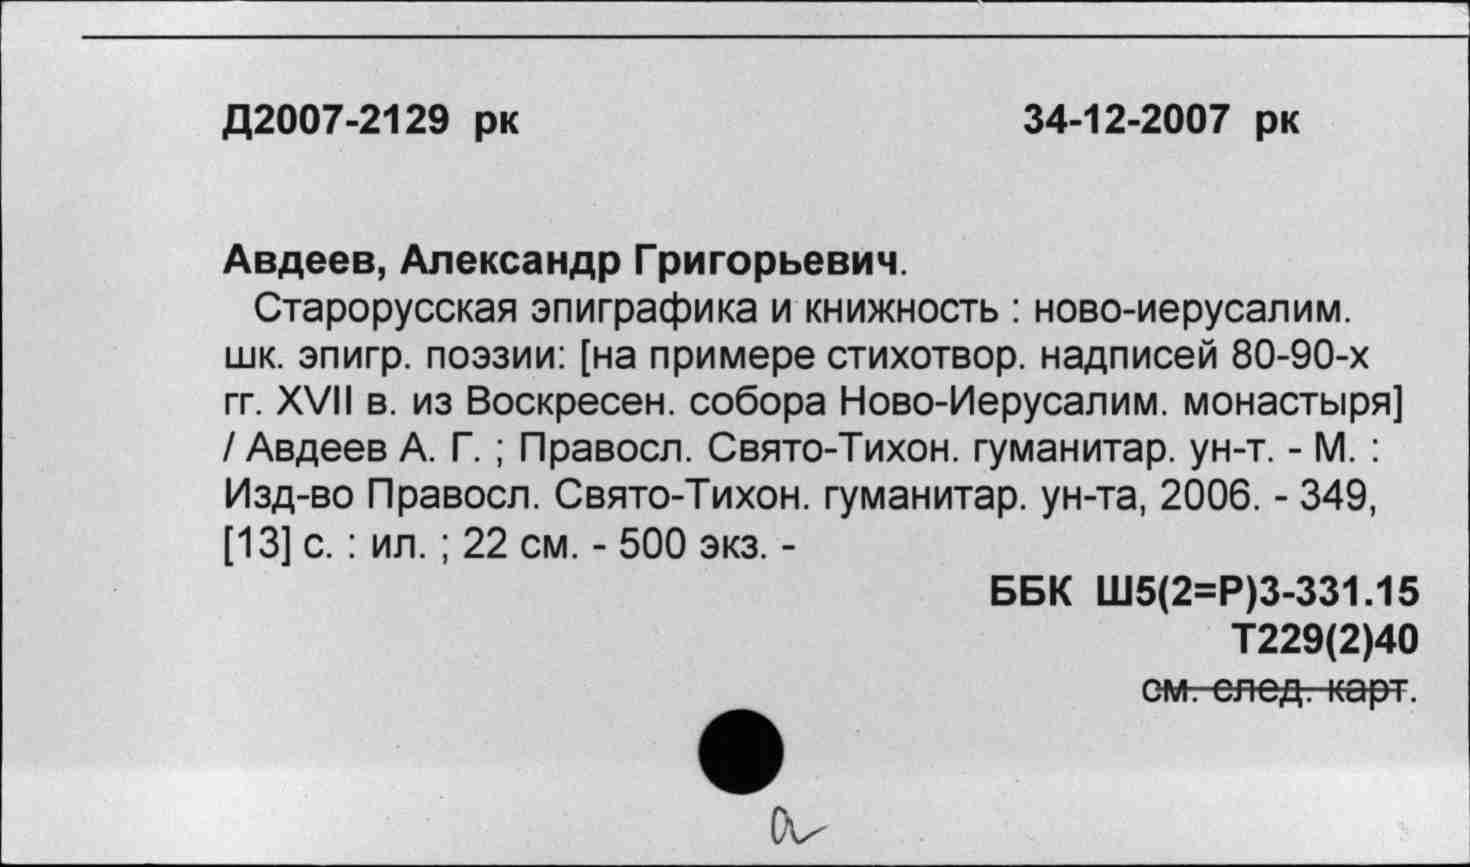 Д2007-2129 рк 34-12-2007 рк
Авдеев, Александр Григорьевич.
Старорусская эпиграфика и книжность : ново-иерусалим.
шк. эпигр. поэзии: [на примере стихотвор. надписей 80-90-х
гг. XVII в. из Воскресен. собора Ново-Иерусалим. монастыря]
/ Авдеев А. Г. ; Правосл. Свято-Тихон. гуманитар. ун-т. - М. :
Изд-во Правосл. Свято-Тихон. гуманитар. ун-та, 2006. - 349,
[13] с. : ил. ; 22 см. - 500 экз. -
ББК Ш5(2=Р)3-331.15
Т229(2)40
см. след. карт.